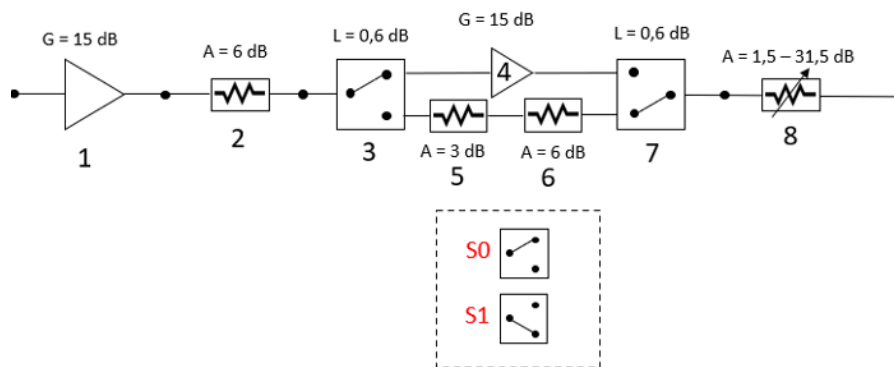 G = 15 dB
A = 6 dB
L = 0,6 dB
G = 15 dB
L = 0,6 dB
A = 1,5 – 31,5 dB
4
1
2
3
A = 3 dB
A = 6 dB
5
6
7
8
S0
S1